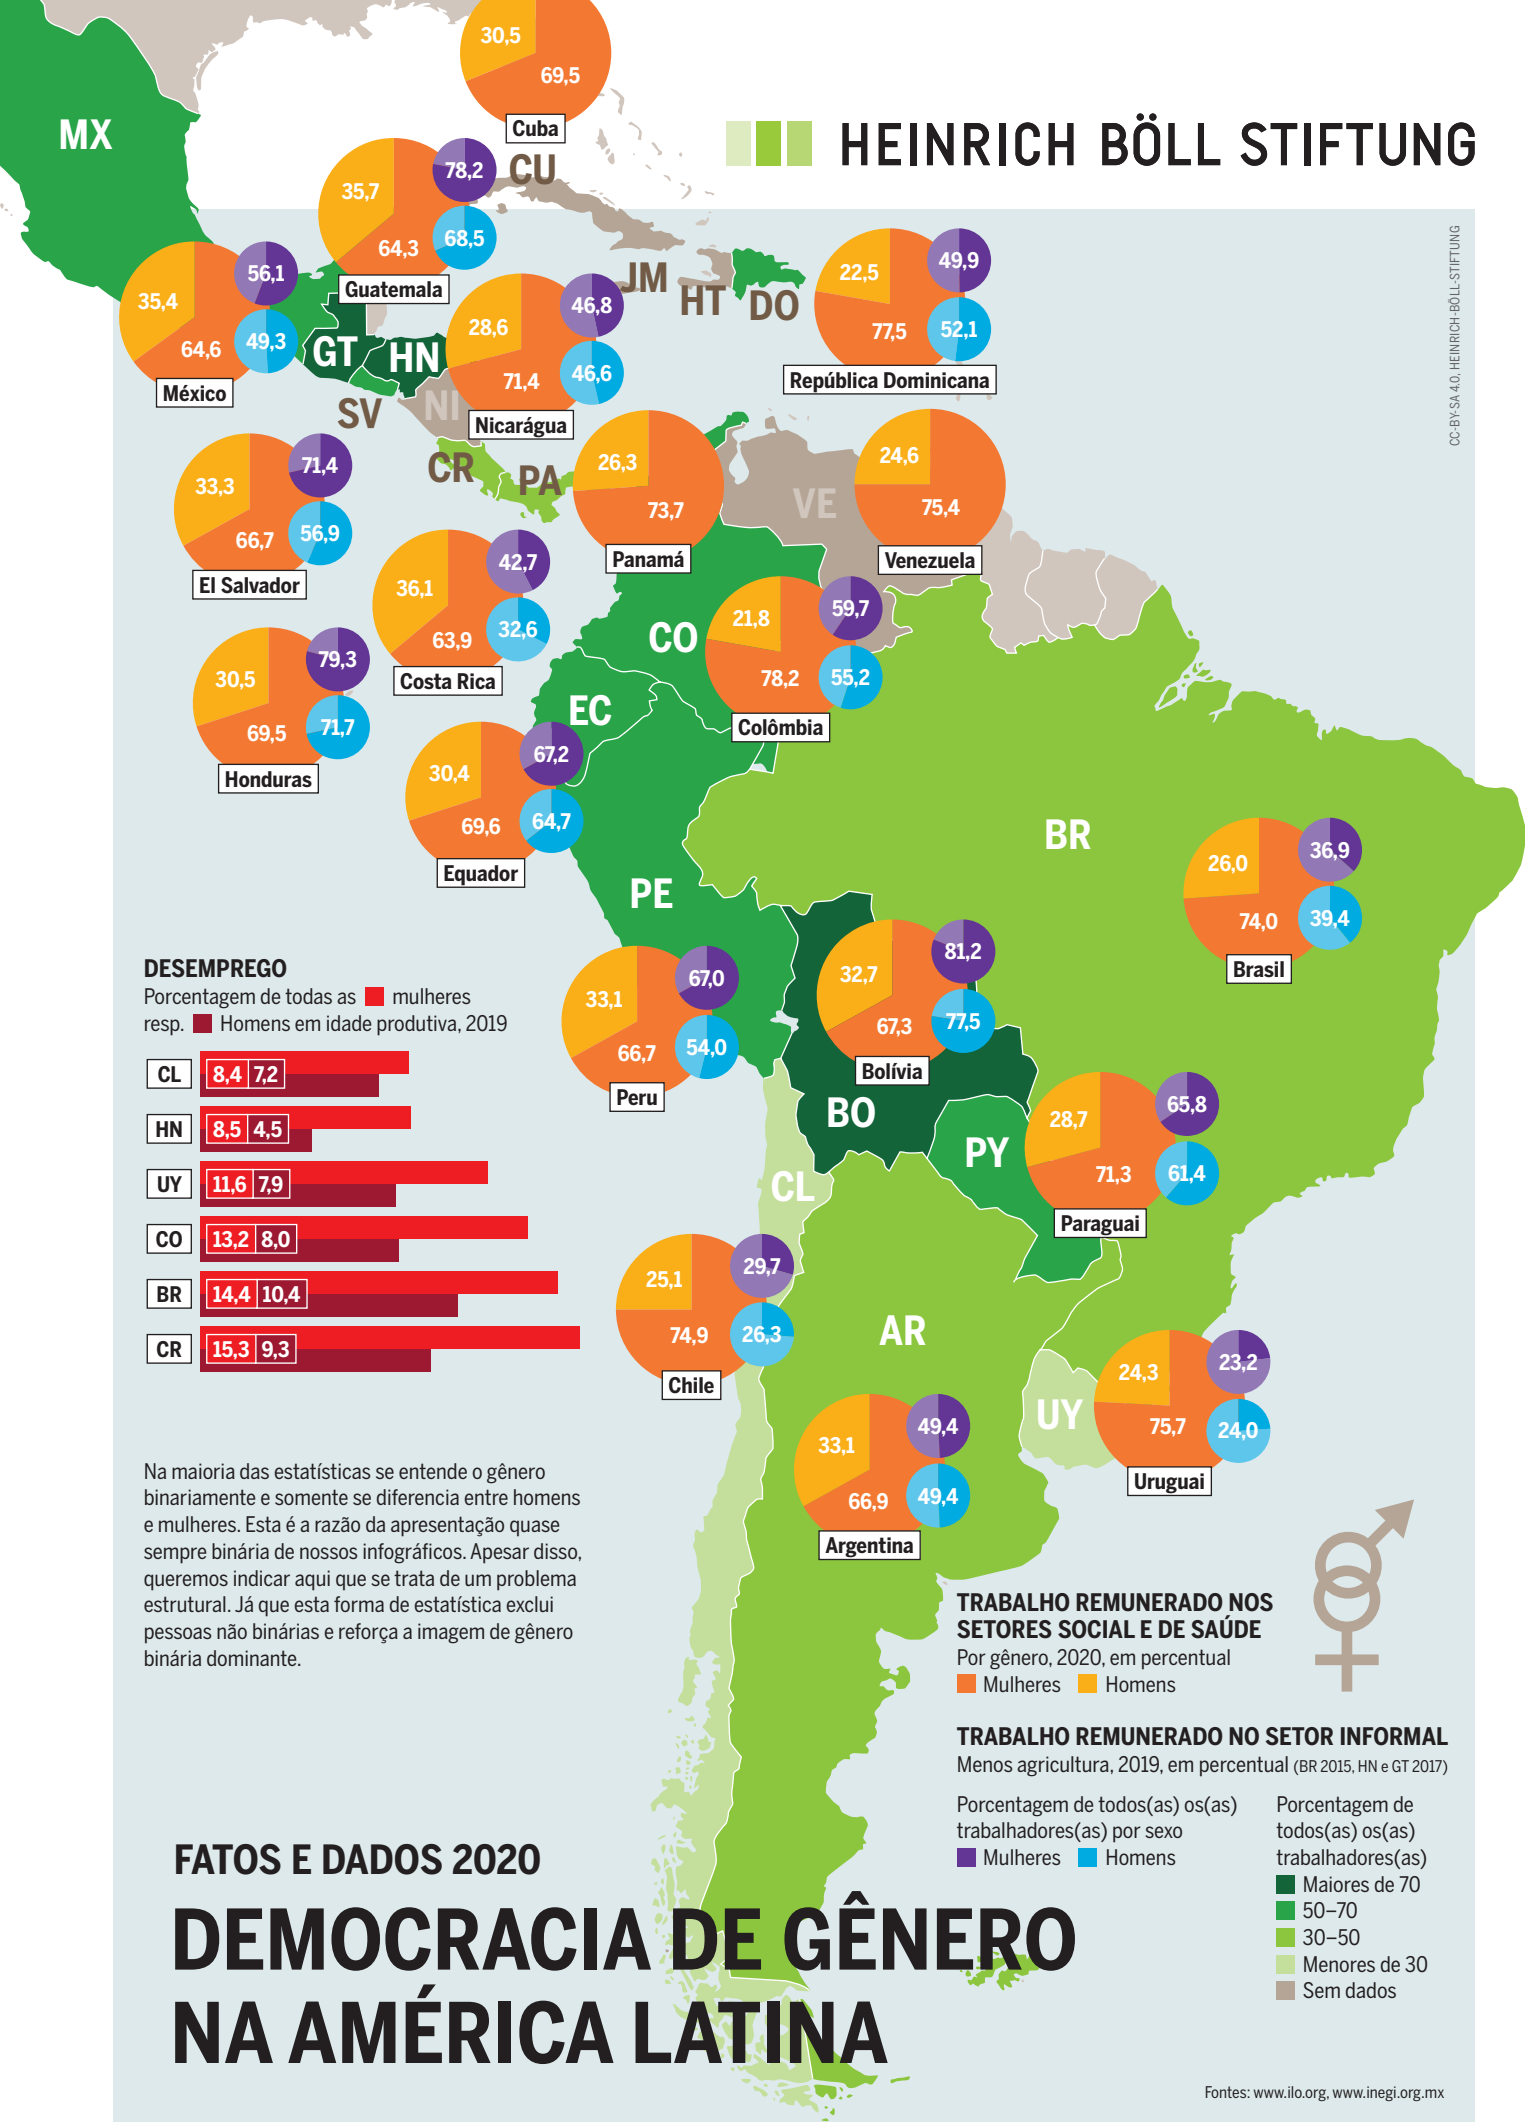 30,5
69,5
Cuba
HEINRICH BÖLL STIFTUNG
MX
CU
35,7
64,3
78,2
68,5
Guatemala
35,4
64,6
56,1
49,3
México
GT
HN
SV
NI
CR
PA
JM
HT
DO
28,6
71,4
46,8
46,6
Nicarágua
22,5
77,5
49,9
52,1
República Dominicana
CC-BY-SA 4.0, HEINRICH-BÖLL-STIFTUNG
33,3
66,7
71,4
56,9
El Salvador
26,3
73,7
Panamá
VE
24,6
75,4
Venezuela
36,1
63,9
42,7
32,6
Costa Rica
CO
21,8
78,2
59,7
55,2
Colômbia
30,5
69,5
79,3
71,7
Honduras
EC
30,4
69,6
67,2
64,7
Equador
PE
BR
26,0
74,0
36,9
39,4
Brasil
33,1
66,7
67,0
54,0
Peru
32,7
67,3
81,2
77,5
Bolívia
BO
PY
28,7
71,3
65,8
61,4
Paraguai
CL
25,1
74,9
29,7
26,3
Chile
AR
33,1
66,9
49,4
49,4
Argentina
UY
24,3
75,7
23,2
24,0
Uruguai
DESEMPREGO
Porcentagem de todas as mulheres
resp. Homens em idade produtiva, 2019
CL 8,4 7,2
HN 8,5 4,5
UY 11,6 7,9
CO 13,2 8,0
BR 14,4 10,4
CR 15,3 9,3
Na maioria das estatísticas se entende o gênero
binariamente e somente se diferencia entre homens
e mulheres. Esta é a razão da apresentação quase
sempre binária de nossos infográficos. Apesar disso,
queremos indicar aqui que se trata de um problema
estrutural. Já que esta forma de estatística exclui
pessoas não binárias e reforça a imagem de gênero
binária dominante.
TRABALHO REMUNERADO NOS
SETORES SOCIAL E DE SAÚDE
Por gênero, 2020, em percentual
Mulheres Homens
TRABALHO REMUNERADO NO SETOR INFORMAL
Menos agricultura, 2019, em percentual (BR 2015, HN e GT 2017)
Porcentagem de todos(as) os(as)
trabalhadores(as) por sexo
Mulheres Homens
Porcentagem de
todos(as) os(as)
trabalhadores(as)
Maiores de 70
50–70
30–50
Menores de 30
Sem dados
FATOS E DADOS 2020
DEMOCRACIA DE GÊNERO
NA AMÉRICA LATINA
Fontes: www.ilo.org, www.inegi.org.mx